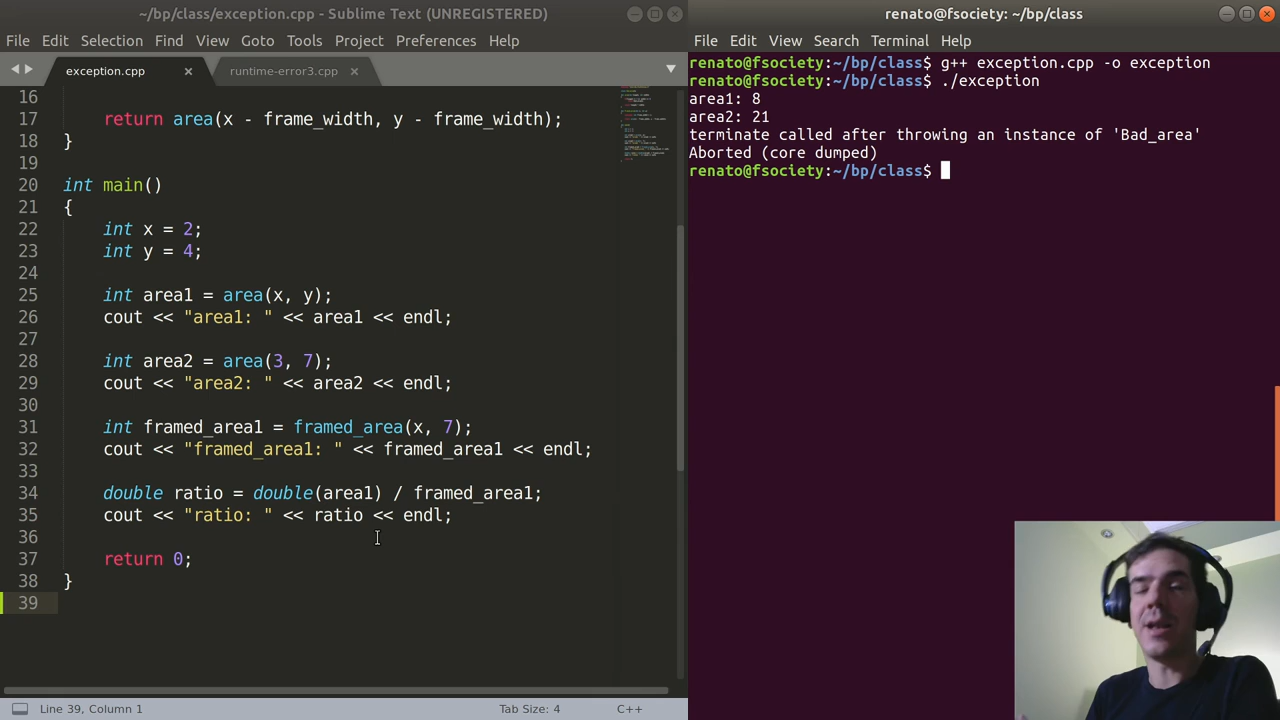 ~/bp/class/exception.cpp - Sublime Text (UNREGISTERED)
File Edit Selection Find View Goto Tools Project Preferences Help
exception.cpp runtime-error3.cpp
16
17     return area(x - frame_width, y - frame_width);
18 }
19
20 int main()
21 {
22     int x = 2;
23     int y = 4;
24
25     int area1 = area(x, y);
26     cout << "area1: " << area1 << endl;
27
28     int area2 = area(3, 7);
29     cout << "area2: " << area2 << endl;
30
31     int framed_area1 = framed_area(x, 7);
32     cout << "framed_area1: " << framed_area1 << endl;
33
34     double ratio = double(area1) / framed_area1;
35     cout << "ratio: " << ratio << endl;
36
37     return 0;
38 }
39
Line 39, Column 1 Tab Size: 4 C++
renato@fsociety: ~/bp/class
File Edit View Search Terminal Help
renato@fsociety:~/bp/class$ g++ exception.cpp -o exception
renato@fsociety:~/bp/class$ ./exception
area1: 8
area2: 21
terminate called after throwing an instance of 'Bad_area'
Aborted (core dumped)
renato@fsociety:~/bp/class$